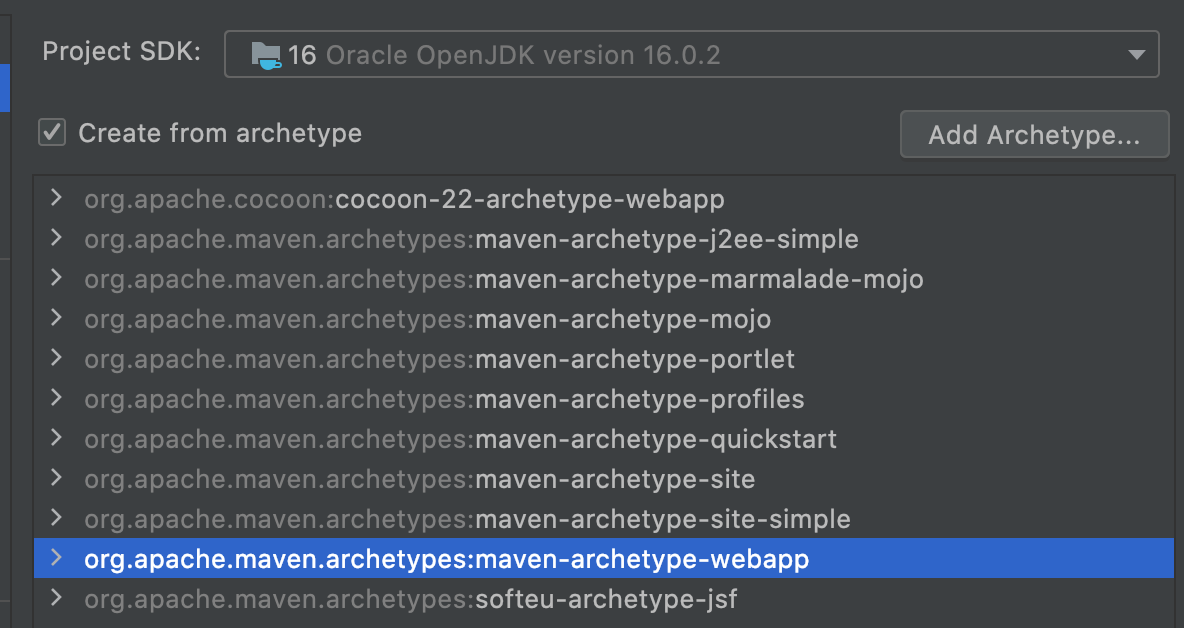 Project SDK: 16 Oracle OpenJDK version 16.0.2
Create from archetype Add Archetype...
org.apache.cocoon:cocoon-22-archetype-webapp
org.apache.maven.archetypes:maven-archetype-j2ee-simple
org.apache.maven.archetypes:maven-archetype-marmalade-mojo
org.apache.maven.archetypes:maven-archetype-mojo
org.apache.maven.archetypes:maven-archetype-portlet
org.apache.maven.archetypes:maven-archetype-profiles
org.apache.maven.archetypes:maven-archetype-quickstart
org.apache.maven.archetypes:maven-archetype-site
org.apache.maven.archetypes:maven-archetype-site-simple
org.apache.maven.archetypes:maven-archetype-webapp
org.apache.maven.archetypes:softeu-archetype-jsf